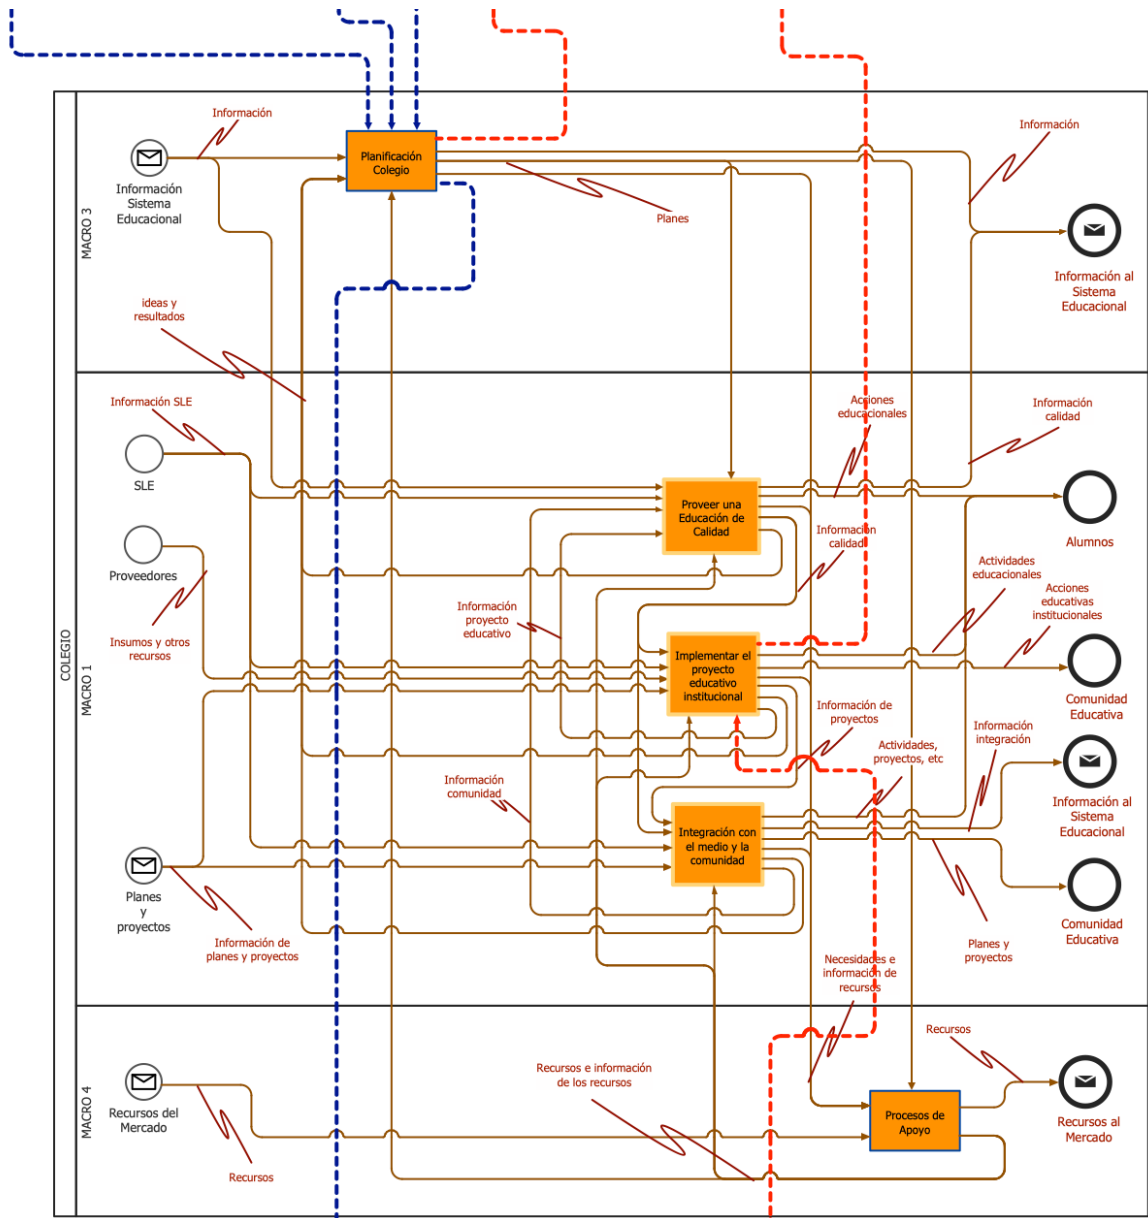 COLEGIO
MACRO 3
Información
Información
Sistema
Educacional
Planificación
Colegio
Planes
Información
Información al
Sistema
Educacional
ideas y
resultados
MACRO 1
Información SLE
SLE
Proveedores
Insumos y otros
recursos
Planes
y
proyectos
Información de
planes y proyectos
Acciones
educacionales
Información
calidad
Proveer una
Educación de
Calidad
Información
calidad
Alumnos
Información
proyecto
educativo
Actividades
educacionales
Acciones
educativas
institucionales
Implementar el
proyecto
educativo
institucional
Comunidad
Educativa
Información de
proyectos
Información
integración
Actividades,
proyectos, etc
Información
comunidad
Información al
Sistema
Educacional
Integración con
el medio y la
comunidad
Comunidad
Educativa
Planes y
proyectos
Necesidades e
información de
recursos
MACRO 4
Recursos del
Mercado
Recursos
Recursos e información
de los recursos
Recursos
Procesos de
Apoyo
Recursos al
Mercado